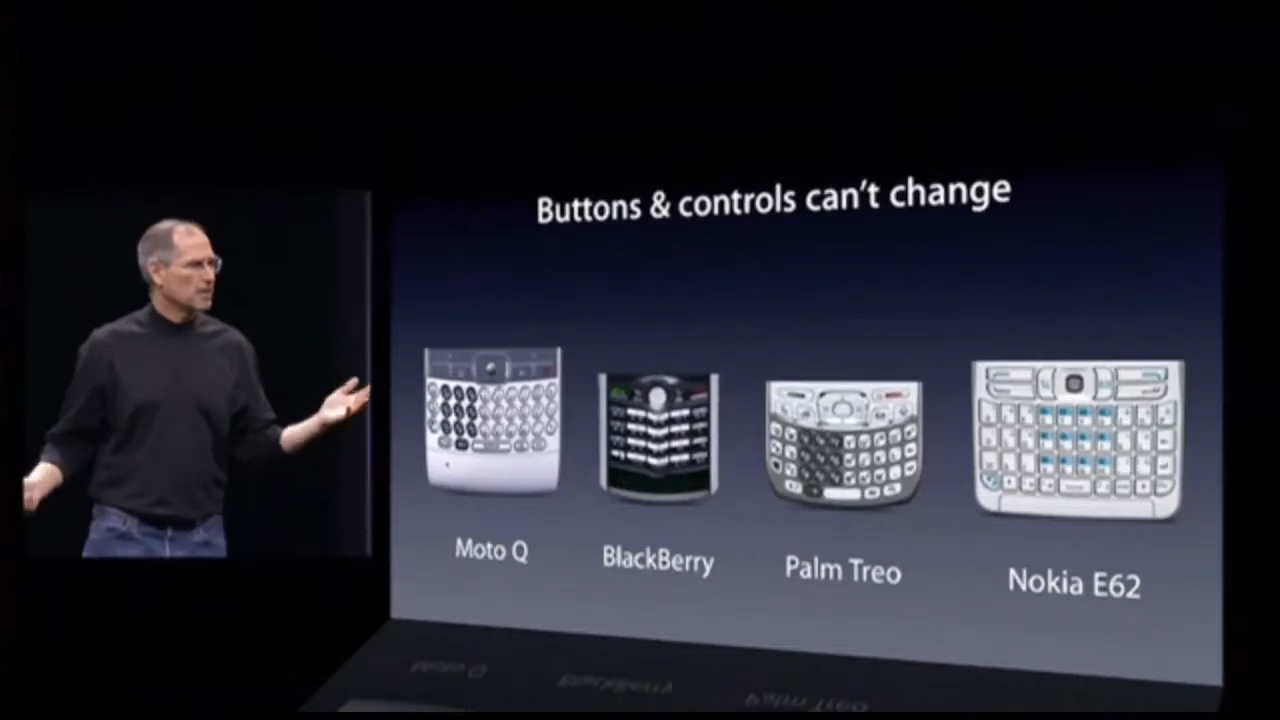 Buttons & controls can't change
Moto Q
BlackBerry
Palm Treo
Nokia E62